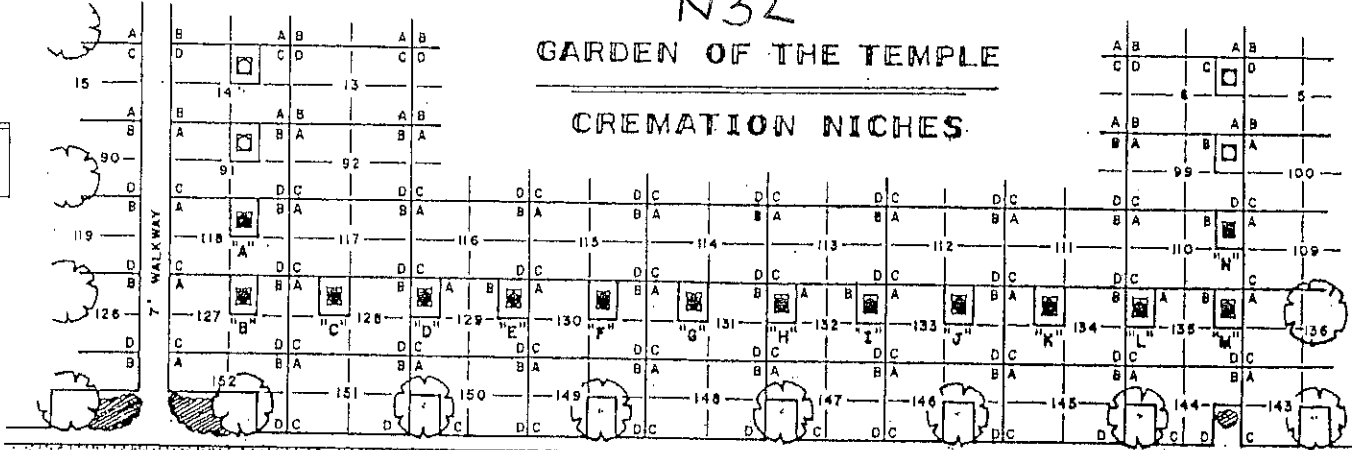 N32
GARDEN OF THE TEMPLE
CREMATION NICHES
A B A B A B A B A B
C D C D C D C D C D
15 14 13 6 5
A B A B A B A B
B A B A B A B A B
90 91 92 99 100
D C D C D C D C D C D C D C D C D C D C
B A B A B A B A B A B A B A B A B A B
119 118 117 116 115 114 113 112 111 110 109
"A" "N"
7' WALKWAY
D C D C D C D C D C D C D C D C D C C
B A B A B A B A B A B A B A B A B A B A
126 127 128 129 130 131 132 133 134 135 136
"B" "C" "D" "E" "F" "G" "H" "I" "J" "K" "L" "M"
D C D C D C D C D C D C D C D C D C D C
B A B A B A B A B A B A B A B A B A B A
152 151 150 149 148 147 146 145 144 143
D C D C D C D C D C D C D C D C D C